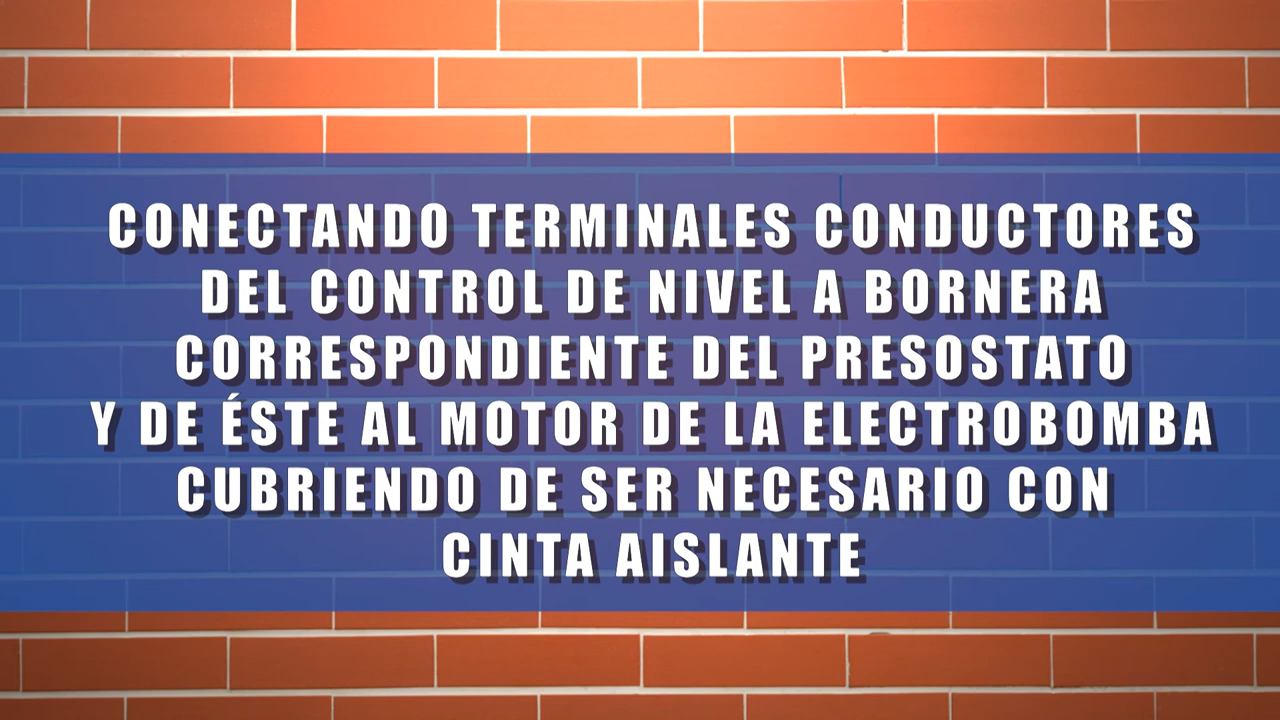 CONECTANDO TERMINALES CONDUCTORES
DEL CONTROL DE NIVEL A BORNERA
CORRESPONDIENTE DEL PRESOSTATO
Y DE ÉSTE AL MOTOR DE LA ELECTROBOMBA
CUBRIENDO DE SER NECESARIO CON
CINTA AISLANTE